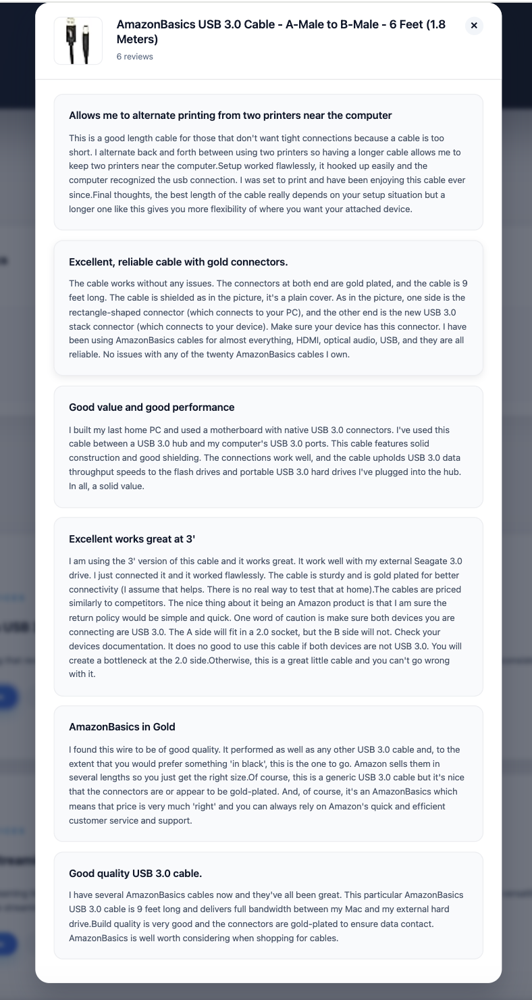 AmazonBasics USB 3.0 Cable - A-Male to B-Male - 6 Feet (1.8
Meters)
6 reviews
Allows me to alternate printing from two printers near the computer
This is a good length cable for those that don't want tight connections because a cable is too
short. I alternate back and forth between using two printers so having a longer cable allows me to
keep two printers near the computer.Setup worked flawlessly, it hooked up easily and the
computer recognized the usb connection. I was set to print and have been enjoying this cable ever
since.Final thoughts, the best length of the cable really depends on your setup situation but a
longer one like this gives you more flexibility of where you want your attached device.
Excellent, reliable cable with gold connectors.
The cable works without any issues. The connectors at both end are gold plated, and the cable is 9
feet long. The cable is shielded as in the picture, it's a plain cover. As in the picture, one side is the
rectangle-shaped connector (which connects to your PC), and the other end is the new USB 3.0
stack connector (which connects to your device). Make sure your device has this connector. I have
been using AmazonBasics cables for almost everything, HDMI, optical audio, USB, and they are all
reliable. No issues with any of the twenty AmazonBasics cables I own.
Good value and good performance
I built my last home PC and used a motherboard with native USB 3.0 connectors. I've used this
cable between a USB 3.0 hub and my computer's USB 3.0 ports. This cable features solid
construction and good shielding. The connections work well, and the cable upholds USB 3.0 data
throughput speeds to the flash drives and portable USB 3.0 hard drives I've plugged into the hub.
In all, a solid value.
Excellent works great at 3'
I am using the 3' version of this cable and it works great. It work well with my external Seagate 3.0
drive. I just connected it and it worked flawlessly. The cable is sturdy and is gold plated for better
connectivity (I assume that helps. There is no real way to test that at home).The cables are priced
similarly to competitors. The nice thing about it being an Amazon product is that I am sure the
return policy would be simple and quick. One word of caution is make sure both devices you are
connecting are USB 3.0. The A side will fit in a 2.0 socket, but the B side will not. Check your
devices documentation. It does no good to use this cable if both devices are not USB 3.0. You will
create a bottleneck at the 2.0 side.Otherwise, this is a great little cable and you can't go wrong
with it.
AmazonBasics in Gold
I found this wire to be of good quality. It performed as well as any other USB 3.0 cable and, to the
extent that you would prefer something 'in black', this is the one to go. Amazon sells them in
several lengths so you just get the right size.Of course, this is a generic USB 3.0 cable but it's nice
that the connectors are or appear to be gold-plated. And, of course, it's an AmazonBasics which
means that price is very much 'right' and you can always rely on Amazon's quick and efficient
customer service and support.
Good quality USB 3.0 cable.
I have several AmazonBasics cables now and they've all been great. This particular AmazonBasics
USB 3.0 cable is 9 feet long and delivers full bandwidth between my Mac and my external hard
drive.Build quality is very good and the connectors are gold-plated to ensure data contact.
AmazonBasics is well worth considering when shopping for cables.